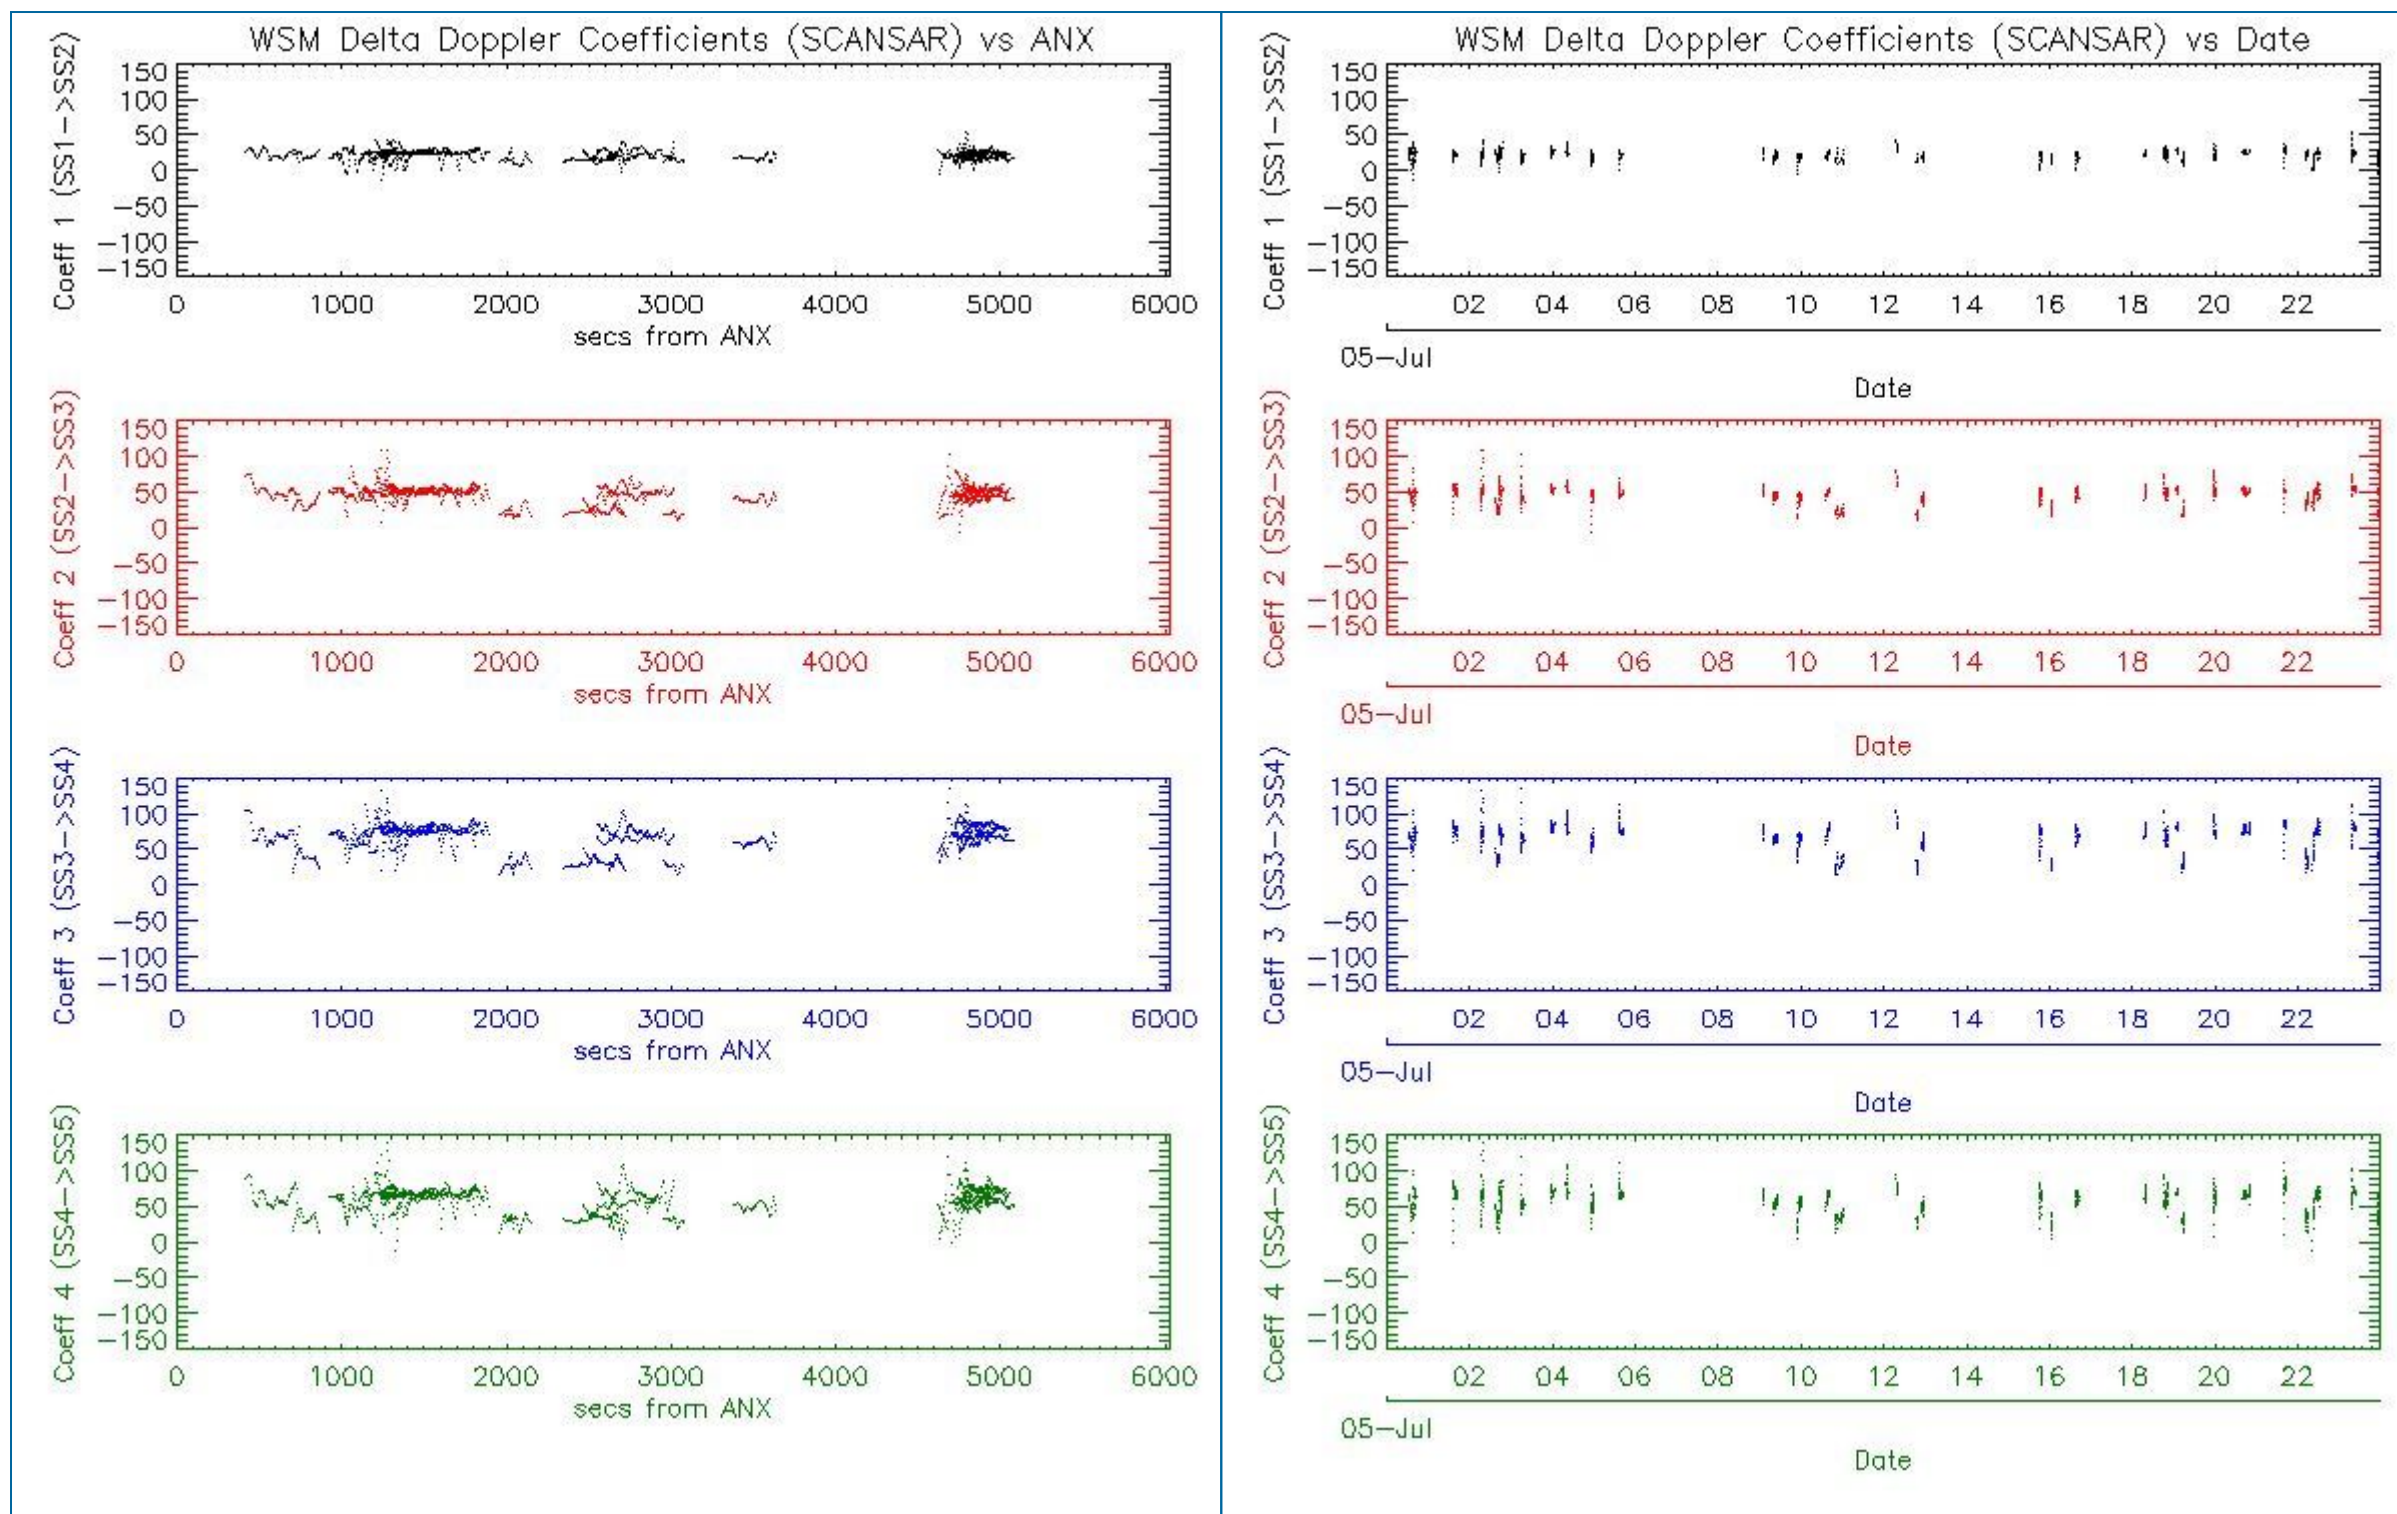 WSM Delta Doppler Coefficients (SCANSAR) vs ANX
Coeff 1 (SS1->SS2)
150
100
50
0
-50
-100
-150
0 1000 2000 3000 4000 5000 6000
secs from ANX
Coeff 2 (SS2->SS3)
150
100
50
0
-50
-100
-150
0 1000 2000 3000 4000 5000 6000
secs from ANX
Coeff 3 (SS3->SS4)
150
100
50
0
-50
-100
-150
0 1000 2000 3000 4000 5000 6000
secs from ANX
Coeff 4 (SS4->SS5)
150
100
50
0
-50
-100
-150
0 1000 2000 3000 4000 5000 6000
secs from ANX
WSM Delta Doppler Coefficients (SCANSAR) vs Date
Coeff 1 (SS1->SS2)
150
100
50
0
-50
-100
-150
02 04 06 08 10 12 14 16 18 20 22
05-Jul
Date
Coeff 2 (SS2->SS3)
150
100
50
0
-50
-100
-150
02 04 06 08 10 12 14 16 18 20 22
05-Jul
Date
Coeff 3 (SS3->SS4)
150
100
50
0
-50
-100
-150
02 04 06 08 10 12 14 16 18 20 22
05-Jul
Date
Coeff 4 (SS4->SS5)
150
100
50
0
-50
-100
-150
02 04 06 08 10 12 14 16 18 20 22
05-Jul
Date